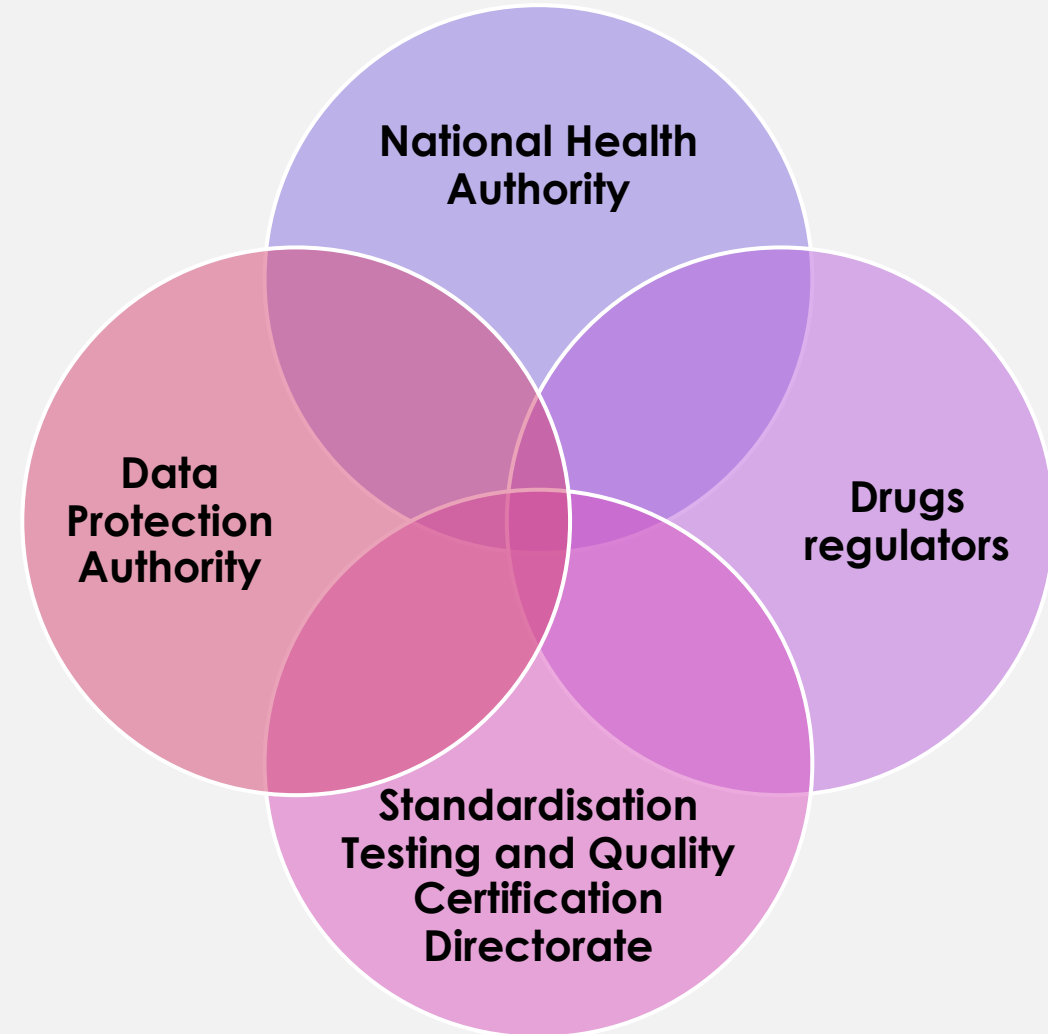 National Health
Authority
Data
Protection
Authority
Drugs
regulators
Standardisation
Testing and Quality
Certification
Directorate